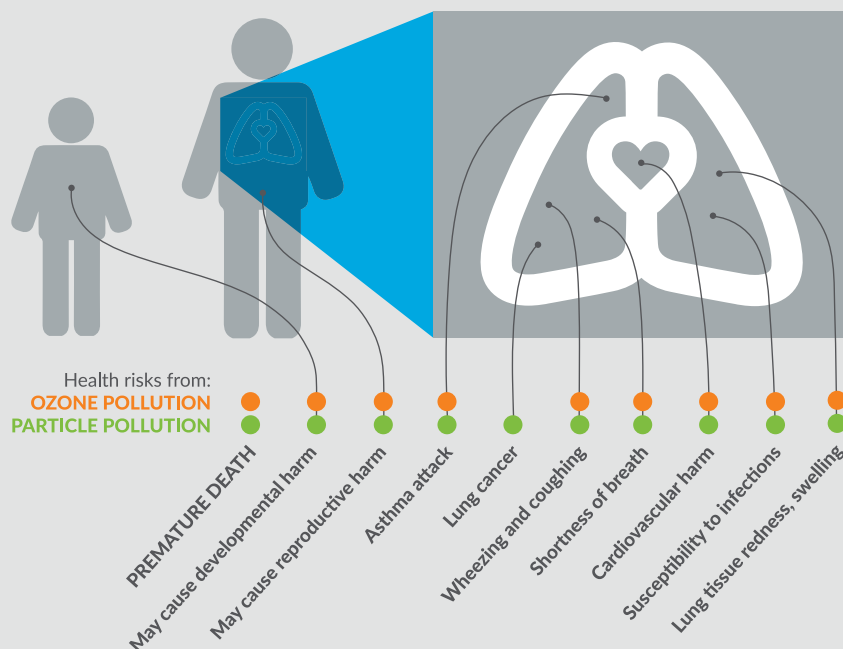 Health risks from:
OZONE POLLUTION
PARTICLE POLLUTION
PREMATURE DEATH
May cause developmental harm
May cause reproductive harm
Asthma attack
Lung cancer
Wheezing and coughing
Shortness of breath
Cardiovascular harm
Susceptibility to infections
Lung tissue redness, swelling